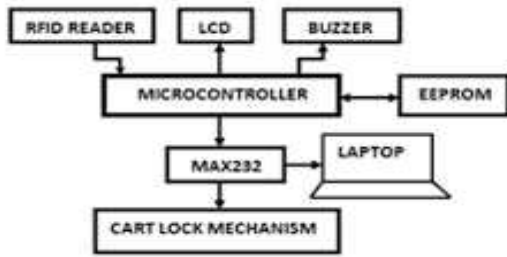 RFID READER
LCD
BUZZER
MICROCONTROLLER
EEPROM
MAX232
LAPTOP
CART LOCK MECHANISM